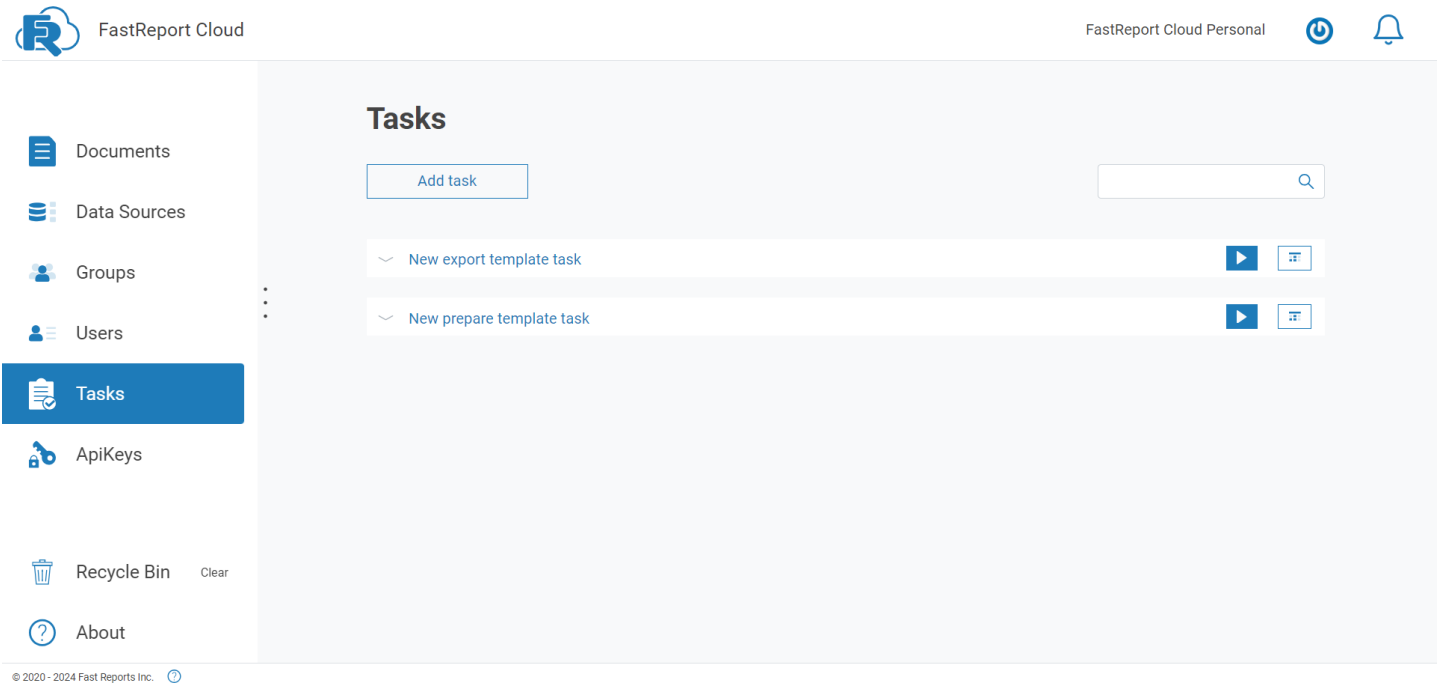 FastReport Cloud
FastReport Cloud Personal
Documents
Data Sources
Groups
Users
Tasks
ApiKeys
Recycle Bin Clear
About
Tasks
Add task
New export template task
New prepare template task
© 2020 - 2024 Fast Reports Inc.